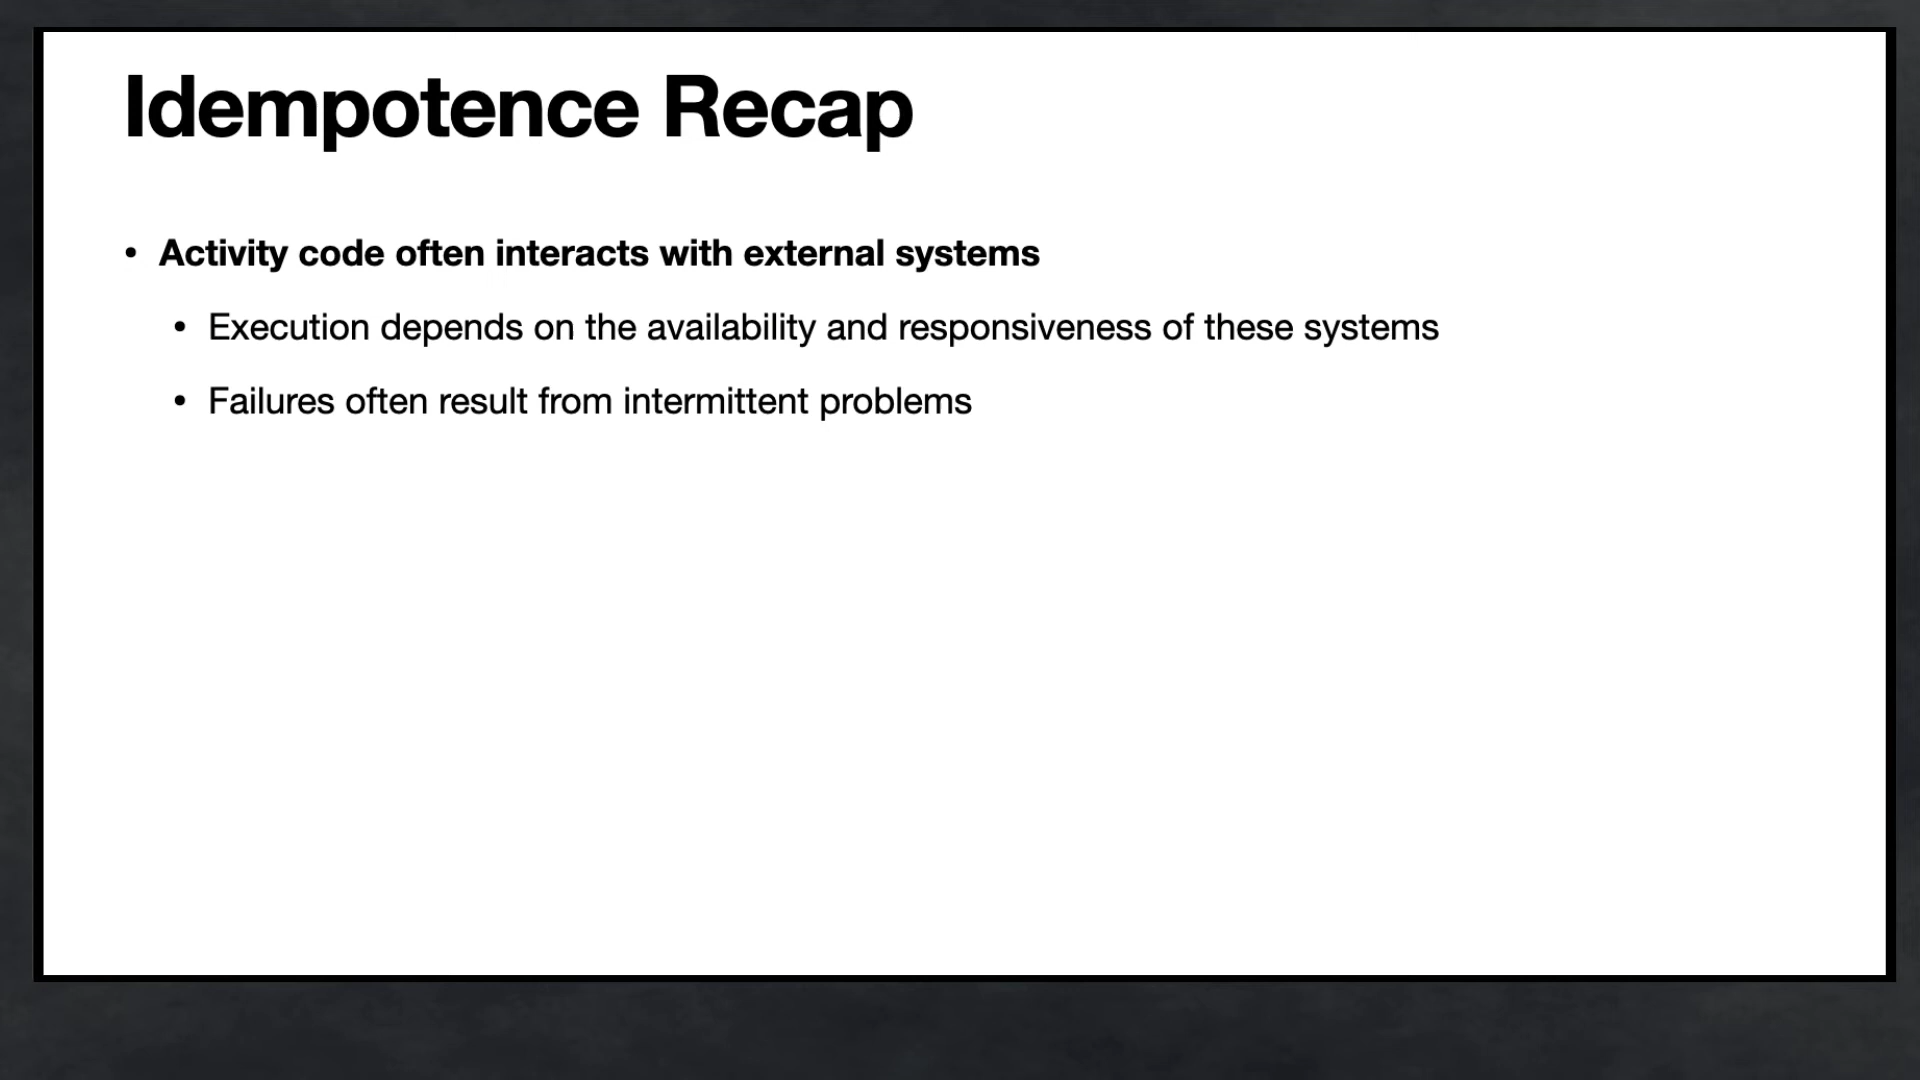 Idempotence Recap
• Activity code often interacts with external systems
• Execution depends on the availability and responsiveness of these systems
• Failures often result from intermittent problems